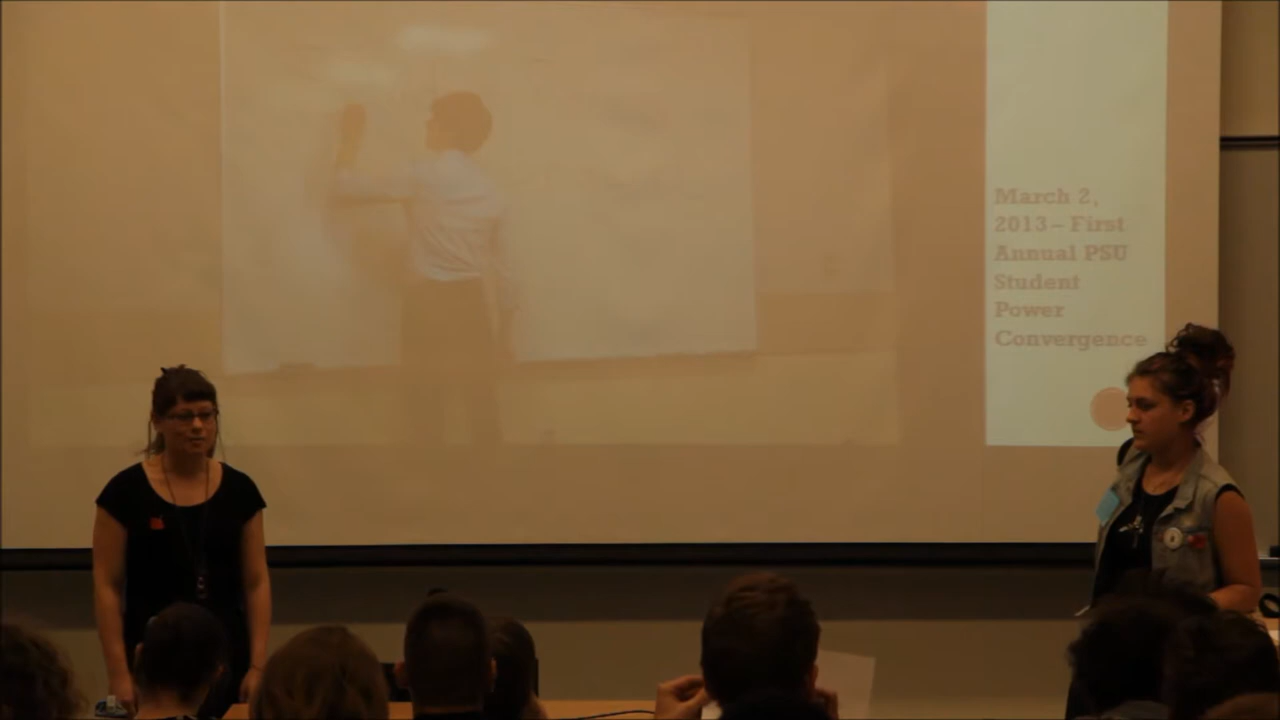 March 2,
2013 – First
Annual PSU
Student
Power
Convergence